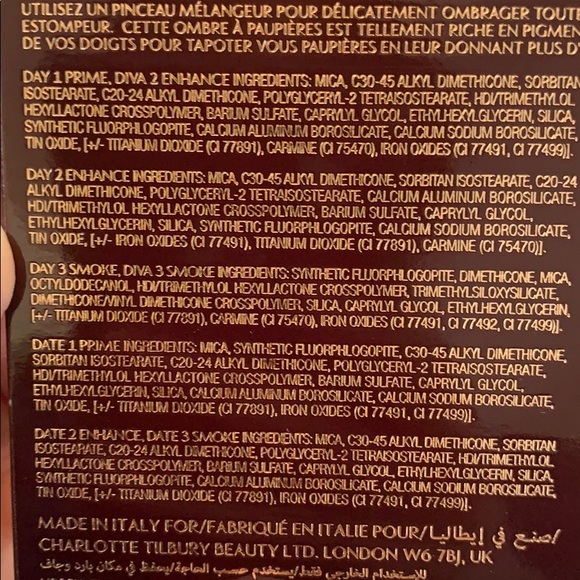 UTILISEZ UN PINCEAU MÉLANGEUR POUR DÉLICATEMENT OMBRAGER TOUT
ESTOMPEUR. CETTE OMBRE À PAUPIÈRES EST TELLEMENT RICHE EN PIGMEN
DE VOS DOIGTS POUR TAPOTER VOUS PAUPIÈRES EN LEUR DONNANT PLUS D'
DAY 1 PRIME, DIVA 2 ENHANCE INGREDIENTS: MICA, C30-45 ALKYL DIMETHICONE, SORBITAN
ISOSTEARATE, C20-24 ALKYL DIMETHICONE, POLYGLYCERYL-2 TETRAISOSTEARATE, HDI/TRIMETHYLOL
HEXYLLACTONE CROSSPOLYMER, BARIUM SULFATE, CAPRYLYL GLYCOL, ETHYLHEXYLGLYCERIN, SILICA,
SYNTHETIC FLUORPHLOGOPITE, CALCIUM ALUMINUM BOROSILICATE, CALCIUM SODIUM BOROSILICATE,
TIN OXIDE, [+/- TITANIUM DIOXIDE (CI 77891), CARMINE (CI 75470), IRON OXIDES (CI 77491, CI 77499)].
DAY 2 ENHANCE INGREDIENTS: MICA, C30-45 ALKYL DIMETHICONE, SORBITAN ISOSTEARATE, C20-24
ALKYL DIMETHICONE, POLYGLYCERYL-2 TETRAISOSTEARATE, CALCIUM ALUMINUM BOROSILICATE,
HDI/TRIMETHYLOL HEXYLLACTONE CROSSPOLYMER, BARIUM SULFATE, CAPRYLYL GLYCOL,
ETHYLHEXYLGLYCERIN, SILICA, SYNTHETIC FLUORPHLOGOPITE, CALCIUM SODIUM BOROSILICATE,
TIN OXIDE, [+/- IRON OXIDES (CI 77491), TITANIUM DIOXIDE (CI 77891), CARMINE (CI 75470)].
DAY 3 SMOKE, DIVA 3 SMOKE INGREDIENTS: SYNTHETIC FLUORPHLOGOPITE, DIMETHICONE, MICA,
OCTYLDODECANOL, HDI/TRIMETHYLOL HEXYLLACTONE CROSSPOLYMER, TRIMETHYLSILOXYSILICATE,
DIMETHICONE/VINYL DIMETHICONE CROSSPOLYMER, SILICA, CAPRYLYL GLYCOL, ETHYLHEXYLGLYCERIN,
[+/- TITANIUM DIOXIDE (CI 77891), CARMINE (CI 75470), IRON OXIDES (CI 77491, CI 77492, CI 77499)].
DATE 1 PRIME INGREDIENTS: MICA, SYNTHETIC FLUORPHLOGOPITE, C30-45 ALKYL DIMETHICONE,
SORBITAN ISOSTEARATE, C20-24 ALKYL DIMETHICONE, POLYGLYCERYL-2 TETRAISOSTEARATE,
HDI/TRIMETHYLOL HEXYLLACTONE CROSSPOLYMER, BARIUM SULFATE, CAPRYLYL GLYCOL,
ETHYLHEXYLGLYCERIN, SILICA, CALCIUM ALUMINUM BOROSILICATE, CALCIUM SODIUM BOROSILICATE,
TIN OXIDE, [+/- TITANIUM DIOXIDE (CI 77891), IRON OXIDES (CI 77491, CI 77499)].
DATE 2 ENHANCE, DATE 3 SMOKE INGREDIENTS: MICA, C30-45 ALKYL DIMETHICONE, SORBITAN
ISOSTEARATE, C20-24 ALKYL DIMETHICONE, POLYGLYCERYL-2 TETRAISOSTEARATE, HDI/TRIMETHYLOL
HEXYLLACTONE CROSSPOLYMER, BARIUM SULFATE, CAPRYLYL GLYCOL, ETHYLHEXYLGLYCERIN, SILICA,
SYNTHETIC FLUORPHLOGOPITE, CALCIUM ALUMINUM BOROSILICATE, CALCIUM SODIUM BOROSILICATE,
TIN OXIDE, [+/- TITANIUM DIOXIDE (CI 77891), IRON OXIDES (CI 77491, CI 77499)].
MADE IN ITALY FOR/FABRIQUÉ EN ITALIE POUR/صنع في إيطاليا/
CHARLOTTE TILBURY BEAUTY LTD. LONDON W6 7BJ, UK
للإستخدام الخارجي فقط/يستخدم حسب الحاجة/يحفظ في مكان بارد وجاف